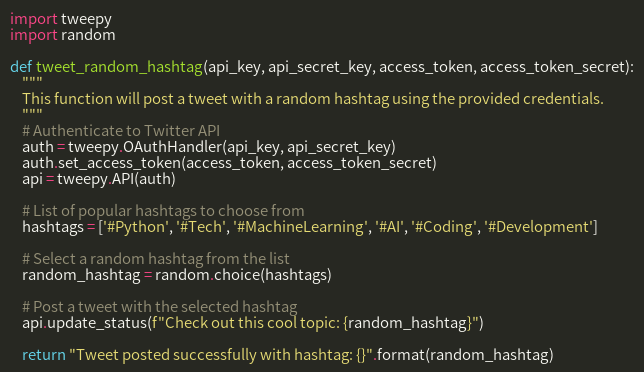 import tweepy
import random
def tweet_random_hashtag(api_key, api_secret_key, access_token, access_token_secret):
"""
This function will post a tweet with a random hashtag using the provided credentials.
"""
# Authenticate to Twitter API
auth = tweepy.OAuthHandler(api_key, api_secret_key)
auth.set_access_token(access_token, access_token_secret)
api = tweepy.API(auth)
# List of popular hashtags to choose from
hashtags = ['#Python', '#Tech', '#MachineLearning', '#AI', '#Coding', '#Development']
# Select a random hashtag from the list
random_hashtag = random.choice(hashtags)
# Post a tweet with the selected hashtag
api.update_status(f"Check out this cool topic: {random_hashtag}")
return "Tweet posted successfully with hashtag: {}".format(random_hashtag)